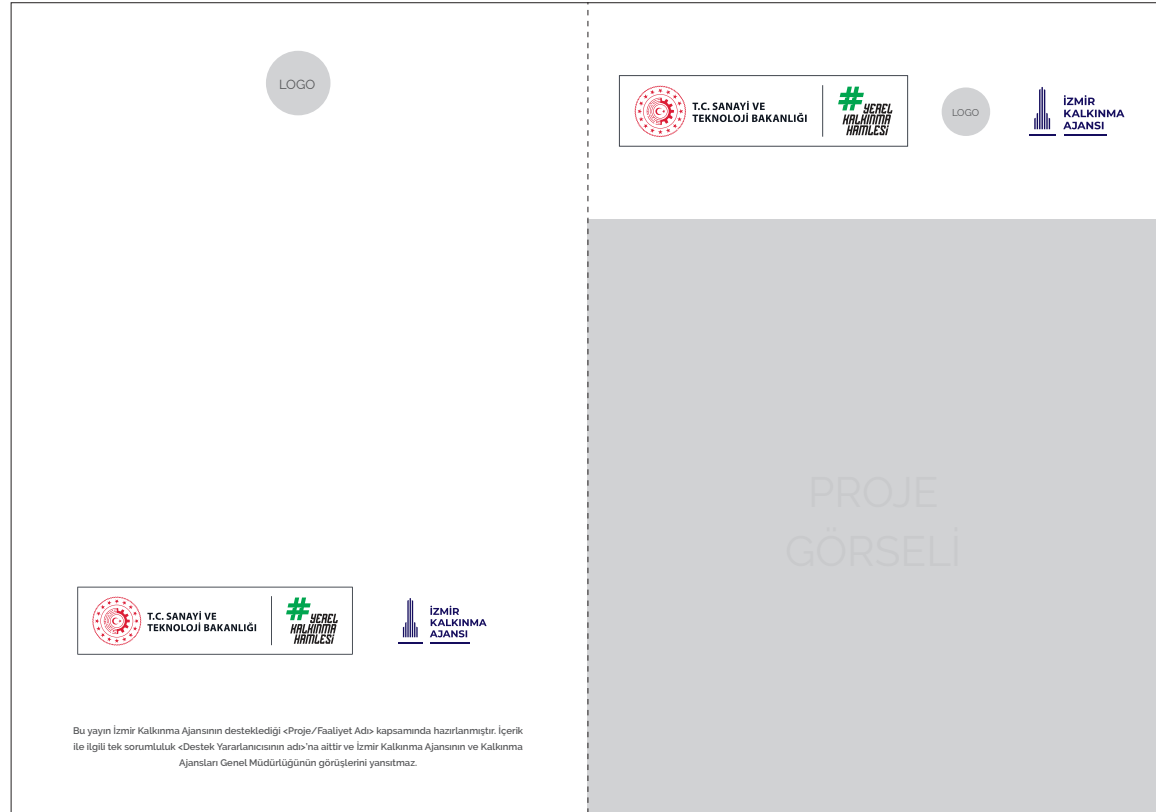 LOGO
T.C. SANAYİ VE
TEKNOLOJİ BAKANLIĞI
#YEREL
KALKINMA
HAMLESİ
İZMİR
KALKINMA
AJANSI
Bu yayın İzmir Kalkınma Ajansının desteklediği <Proje/Faaliyet Adı> kapsamında hazırlanmıştır. İçerik
ile ilgili tek sorumluluk <Destek Yararlanıcısının adı>'na aittir ve İzmir Kalkınma Ajansının ve Kalkınma
Ajansları Genel Müdürlüğünün görüşlerini yansıtmaz.
T.C. SANAYİ VE
TEKNOLOJİ BAKANLIĞI
#YEREL
KALKINMA
HAMLESİ
LOGO
İZMİR
KALKINMA
AJANSI
PROJE
GÖRSELİ